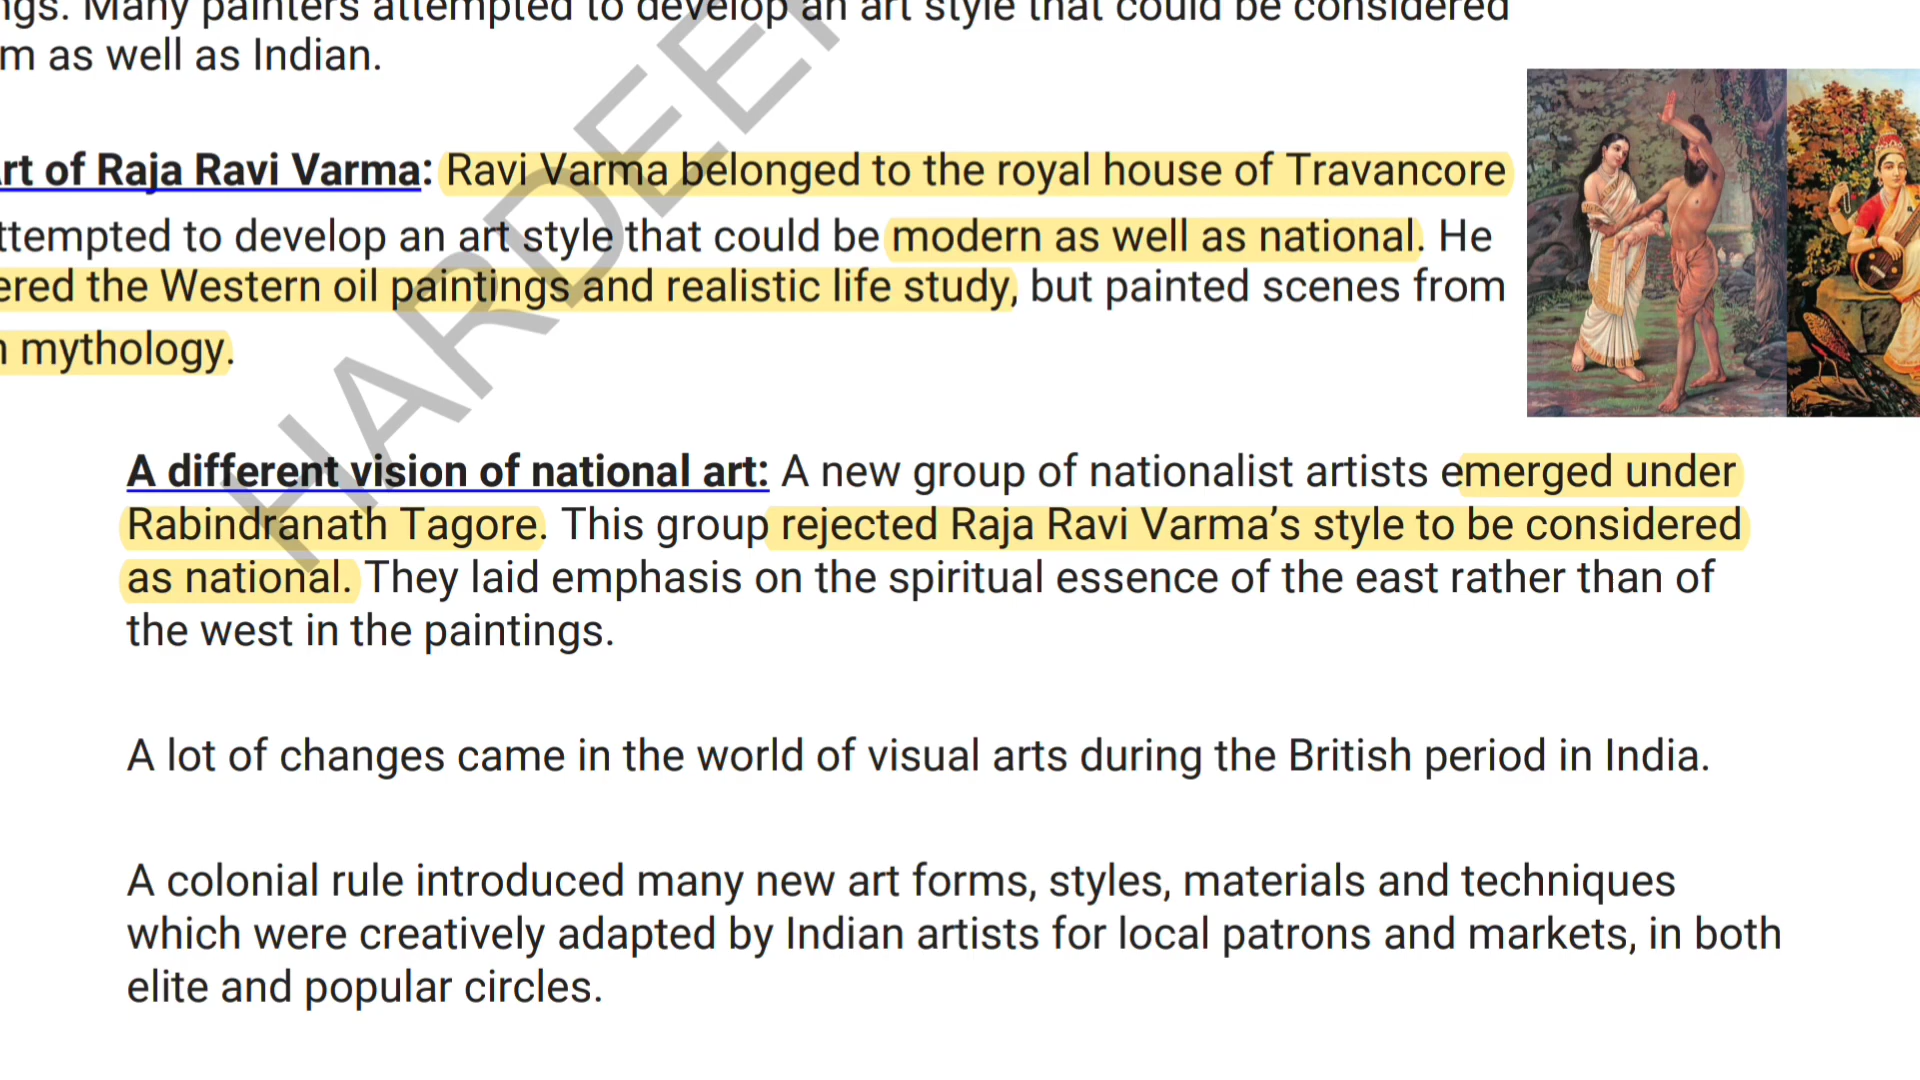 ngs. Many painters attempted to develop an art style that could be considered
m as well as Indian.
rt of Raja Ravi Varma: Ravi Varma belonged to the royal house of Travancore
ttempted to develop an art style that could be modern as well as national. He
ered the Western oil paintings and realistic life study, but painted scenes from
mythology.
A different vision of national art: A new group of nationalist artists emerged under
Rabindranath Tagore. This group rejected Raja Ravi Varma’s style to be considered
as national. They laid emphasis on the spiritual essence of the east rather than of
the west in the paintings.
A lot of changes came in the world of visual arts during the British period in India.
A colonial rule introduced many new art forms, styles, materials and techniques
which were creatively adapted by Indian artists for local patrons and markets, in both
elite and popular circles.
HARDEE